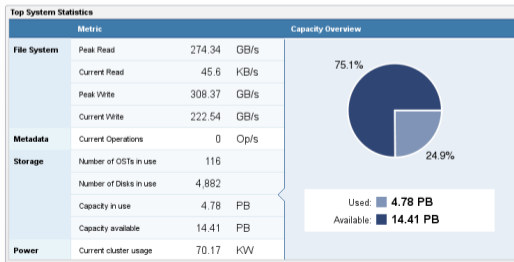 Top System Statistics
Metric
Capacity Overview
File System Peak Read 274.34 GB/s
Current Read 45.6 KB/s
Peak Write 308.37 GB/s
Current Write 222.54 GB/s
Metadata Current Operations 0 Op/s
Storage Number of OSTs in use 116
Number of Disks in use 4,882
Capacity in use 4.78 PB
Capacity available 14.41 PB
Power Current cluster usage 70.17 KW
75.1%
24.9%
Used: 4.78 PB
Available: 14.41 PB